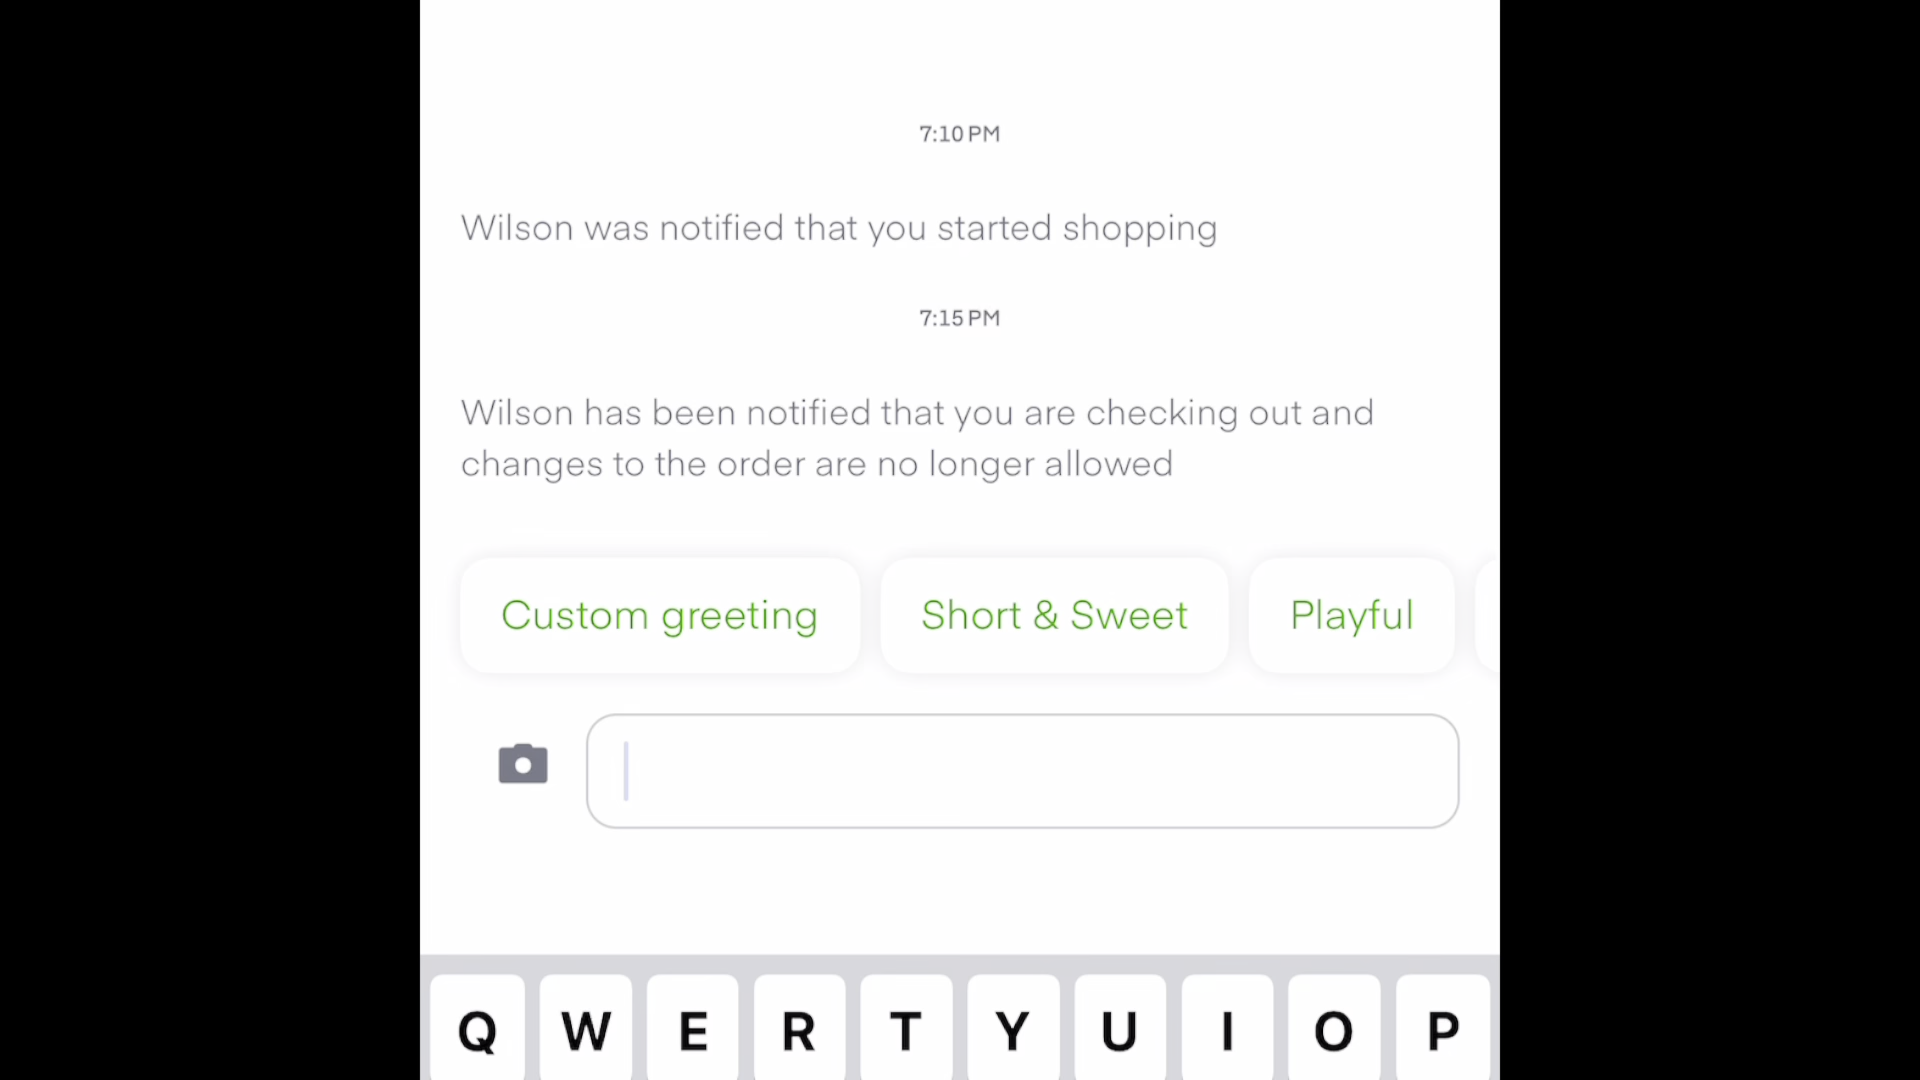 7:10 PM
Wilson was notified that you started shopping
7:15 PM
Wilson has been notified that you are checking out and
changes to the order are no longer allowed
Custom greeting Short & Sweet Playful
Q W E R T Y U I O P